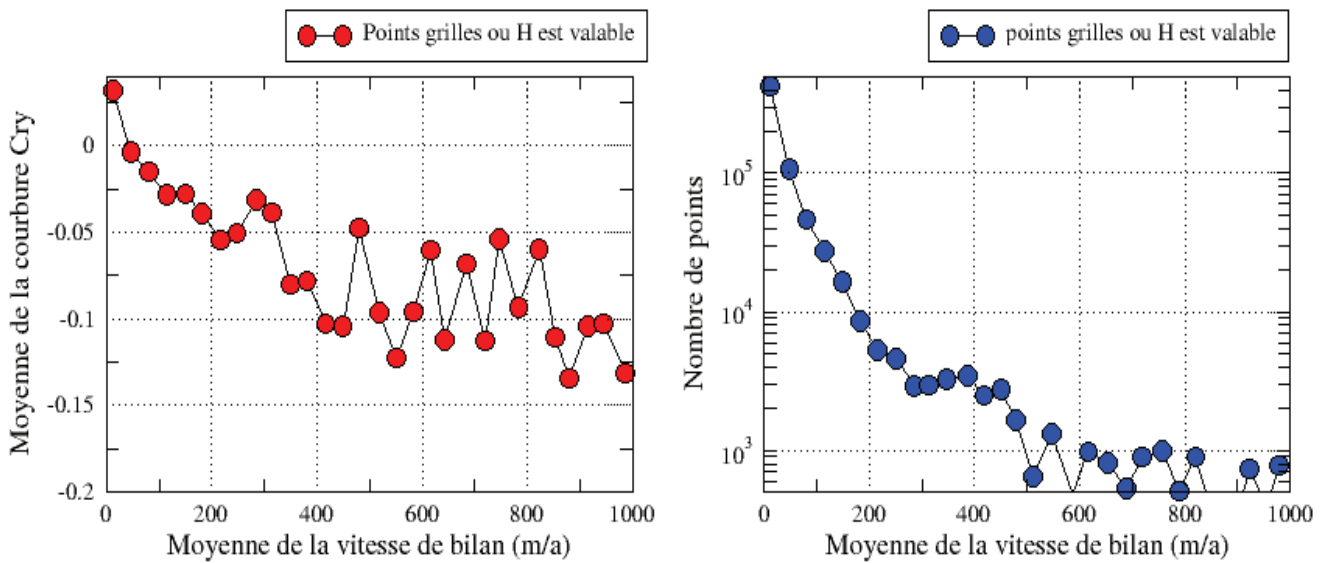 Points grilles ou H est valable
Moyenne de la courbure Cry
0
-0.05
-0.1
-0.15
-0.2
0 200 400 600 800 1000
Moyenne de la vitesse de bilan (m/a)
points grilles ou H est valable
Nombre de points
10^5
10^4
10^3
0 200 400 600 800 1000
Moyenne de la vitesse de bilan (m/a)